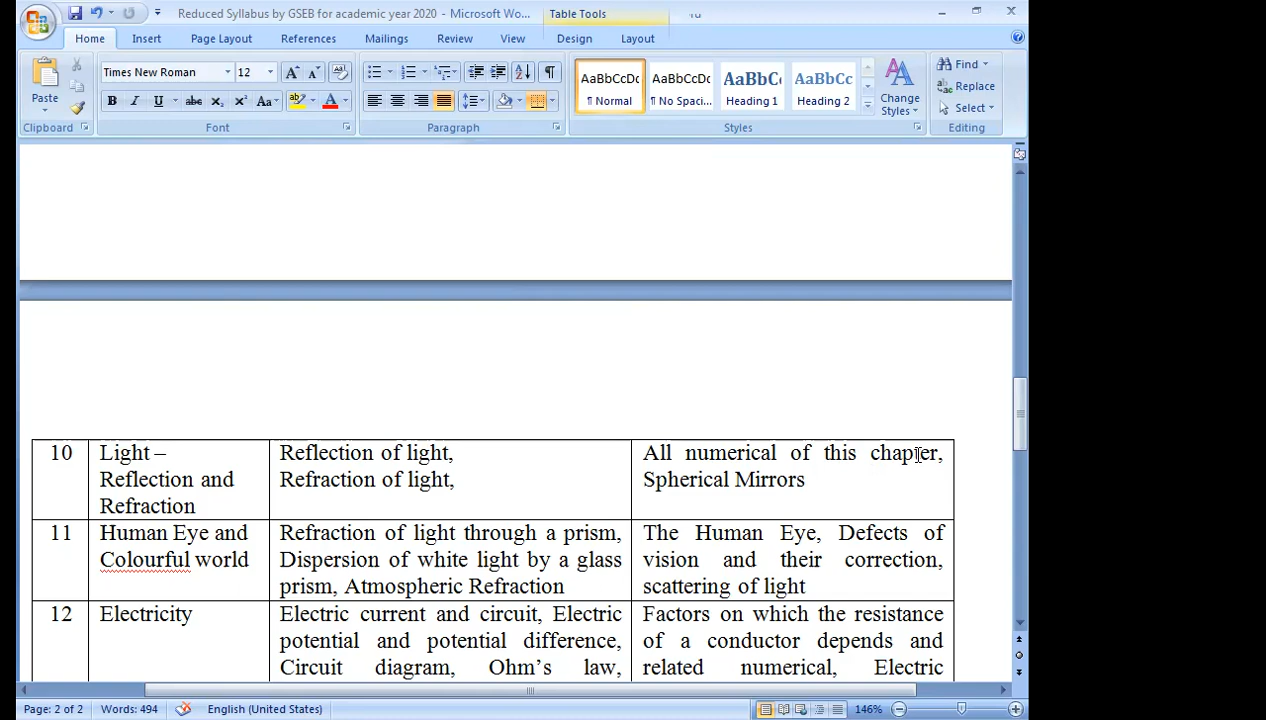 Reduced Syllabus by GSEB for academic year 2020 - Microsoft Wo... Table Tools
Home Insert Page Layout References Mailings Review View Design Layout
Times New Roman 12
Paste
B I U abc X₂ X² Aa A
AaBbCcDc AaBbCcDc AaBbC AaBbCc
¶ Normal ¶ No Spaci... Heading 1 Heading 2
Change Styles
Find
Replace
Select
Clipboard Font Paragraph Styles Editing
10 Light – Reflection of light, All numerical of this chapter,
Reflection and Refraction of light, Spherical Mirrors
Refraction
11 Human Eye and Refraction of light through a prism, The Human Eye, Defects of
Colourful world Dispersion of white light by a glass vision and their correction,
prism, Atmospheric Refraction scattering of light
12 Electricity Electric current and circuit, Electric Factors on which the resistance
potential and potential difference, of a conductor depends and
Circuit diagram, Ohm's law, related numerical, Electric
Page: 2 of 2 Words: 494 English (United States) 146%